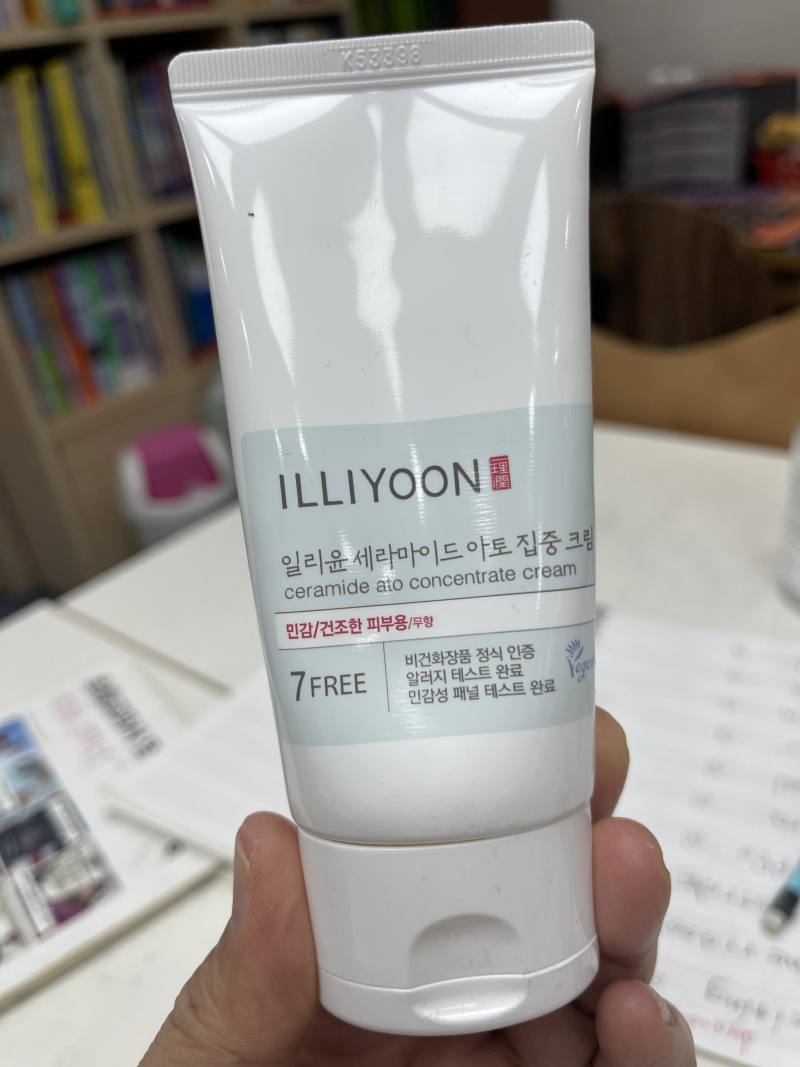 K53398
ILLIYOON
일리윤 세라마이드 아토 집중 크림
ceramide ato concentrate cream
민감/건조한 피부용/무향
7FREE
비건화장품 정식 인증
알러지 테스트 완료
민감성 패널 테스트 완료
Vegan